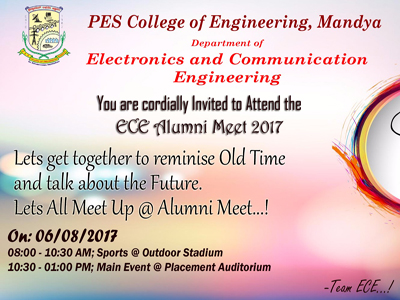 PES College of Engineering, Mandya
Department of
Electronics and Communication
Engineering
You are cordially Invited to Attend the
ECE Alumni Meet 2017
Lets get together to reminise Old Time
and talk about the Future.
Lets All Meet Up @ Alumni Meet...!
On: 06/08/2017
08:00 - 10:30 AM; Sports @ Outdoor Stadium
10:30 - 01:00 PM; Main Event @ Placement Auditorium
-Team ECE...!